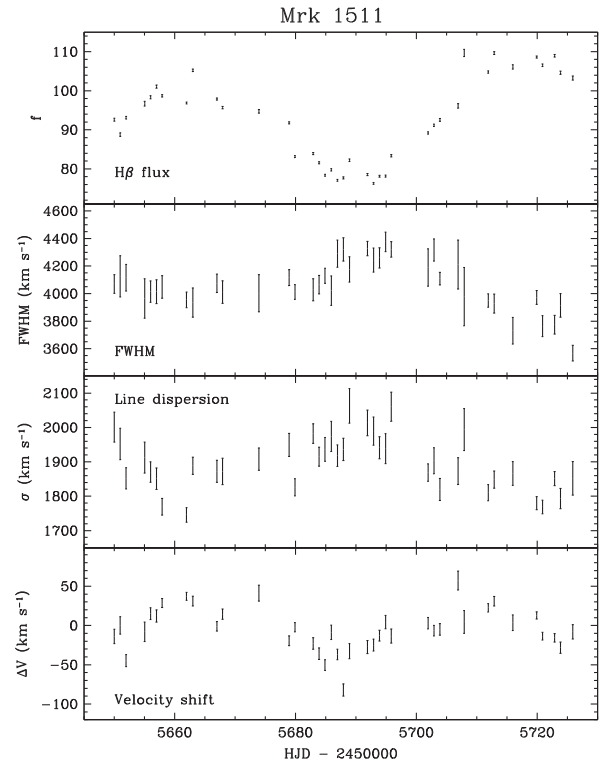 Mrk 1511
110
100
90
80
f
Hβ flux
4600
4400
4200
4000
3800
3600
FWHM (km s⁻¹)
FWHM
2100
2000
1900
1800
1700
σ (km s⁻¹)
Line dispersion
50
0
−50
−100
ΔV (km s⁻¹)
Velocity shift
5660 5680 5700 5720
HJD − 2450000